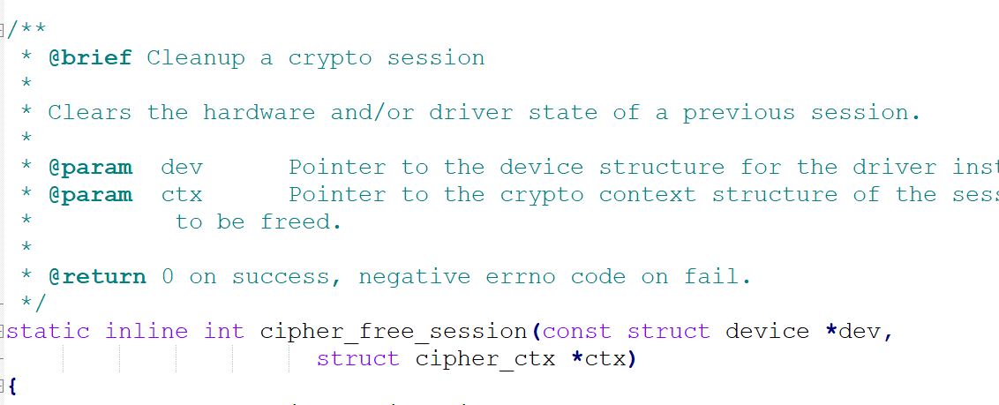 /**
 * @brief Cleanup a crypto session
 *
 * Clears the hardware and/or driver state of a previous session.
 *
 * @param  dev      Pointer to the device structure for the driver
 * @param  ctx      Pointer to the crypto context structure of the
 *          to be freed.
 *
 * @return 0 on success, negative errno code on fail.
 */
static inline int cipher_free_session(const struct device *dev,
                      struct cipher_ctx *ctx)
{